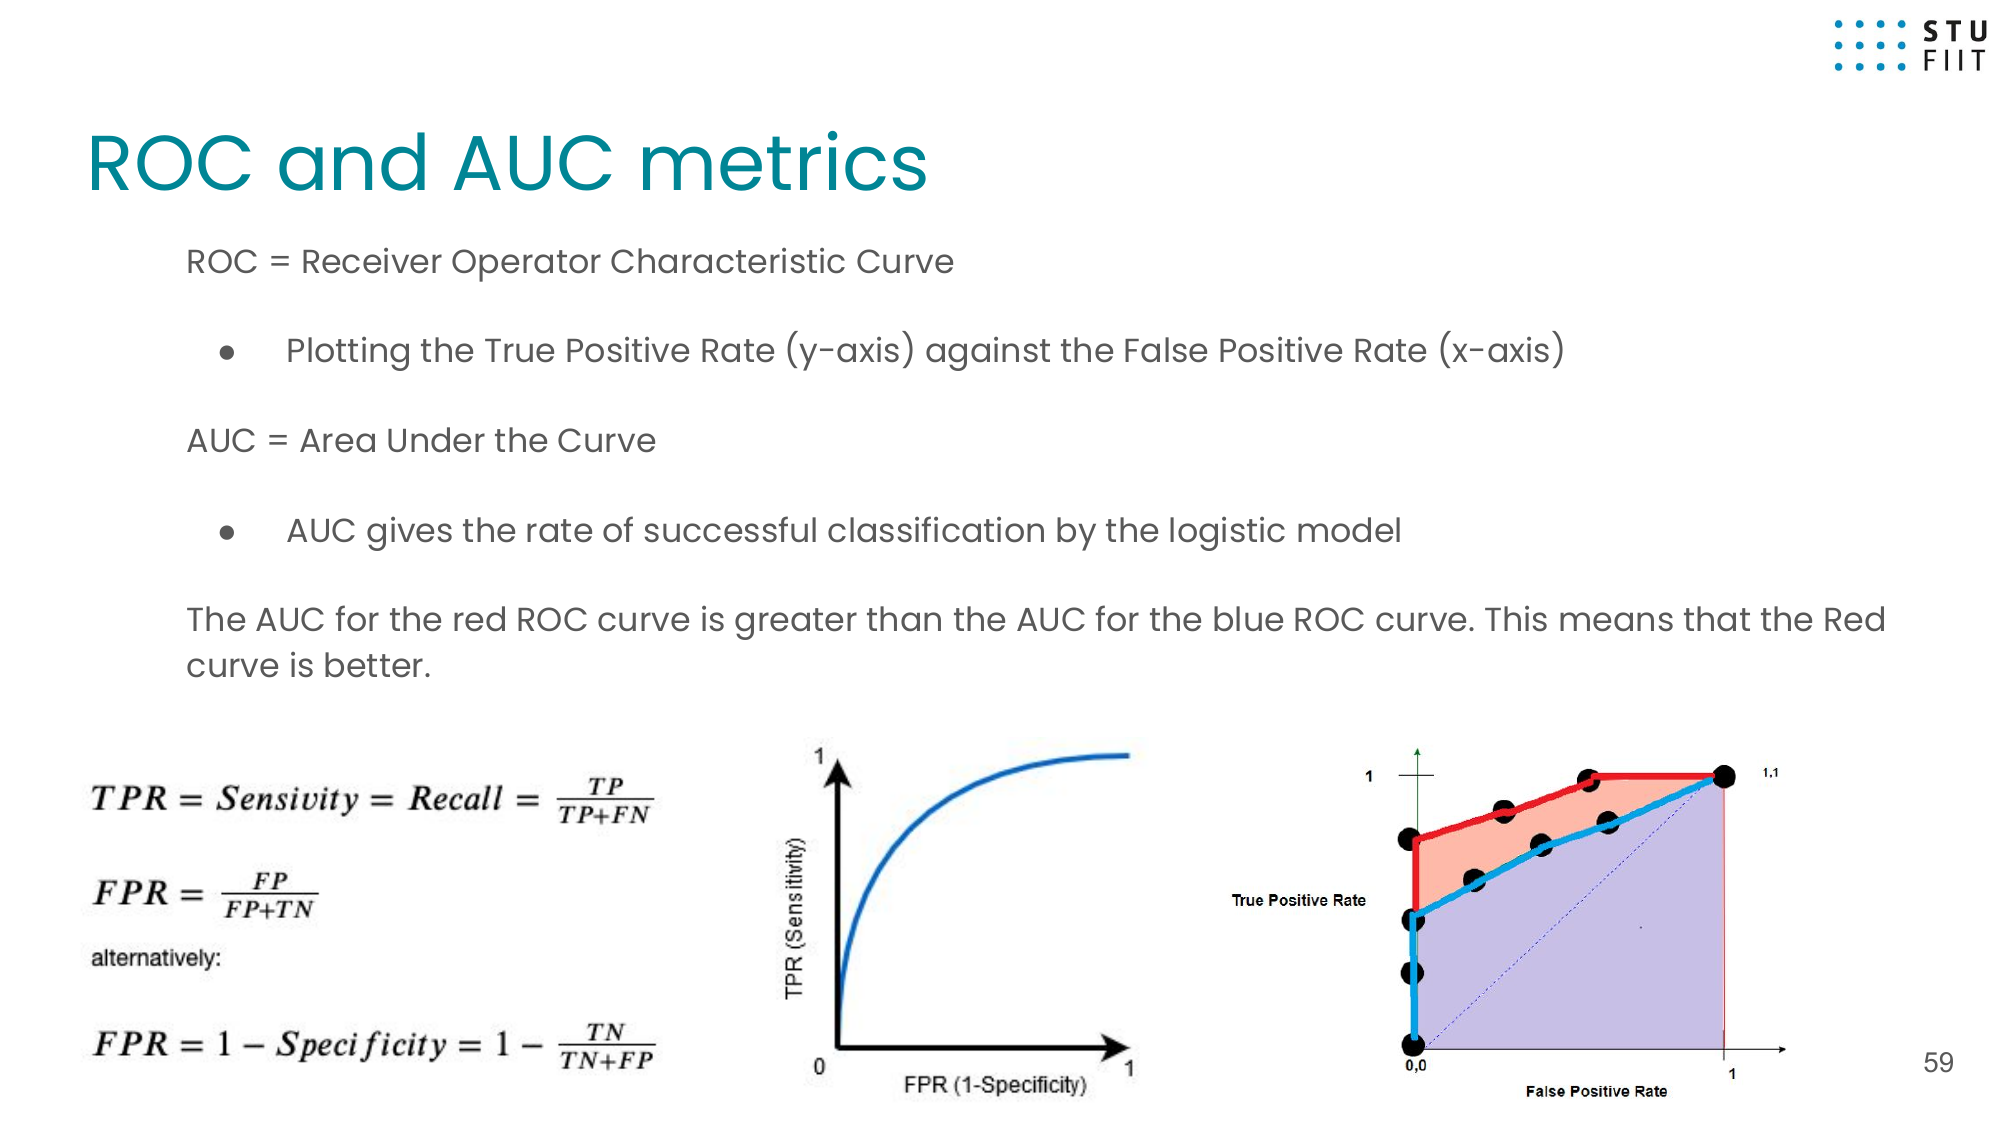 STU
FIIT
ROC and AUC metrics
ROC = Receiver Operator Characteristic Curve
● Plotting the True Positive Rate (y-axis) against the False Positive Rate (x-axis)
AUC = Area Under the Curve
● AUC gives the rate of successful classification by the logistic model
The AUC for the red ROC curve is greater than the AUC for the blue ROC curve. This means that the Red
curve is better.
TPR = Sensivity = Recall = TP / TP+FN
FPR = FP / FP+TN
alternatively:
FPR = 1 − Specificity = 1 − TN / TN+FP
1
TPR (Sensitivity)
0
1
FPR (1-Specificity)
1
1,1
True Positive Rate
0,0
1
False Positive Rate
59